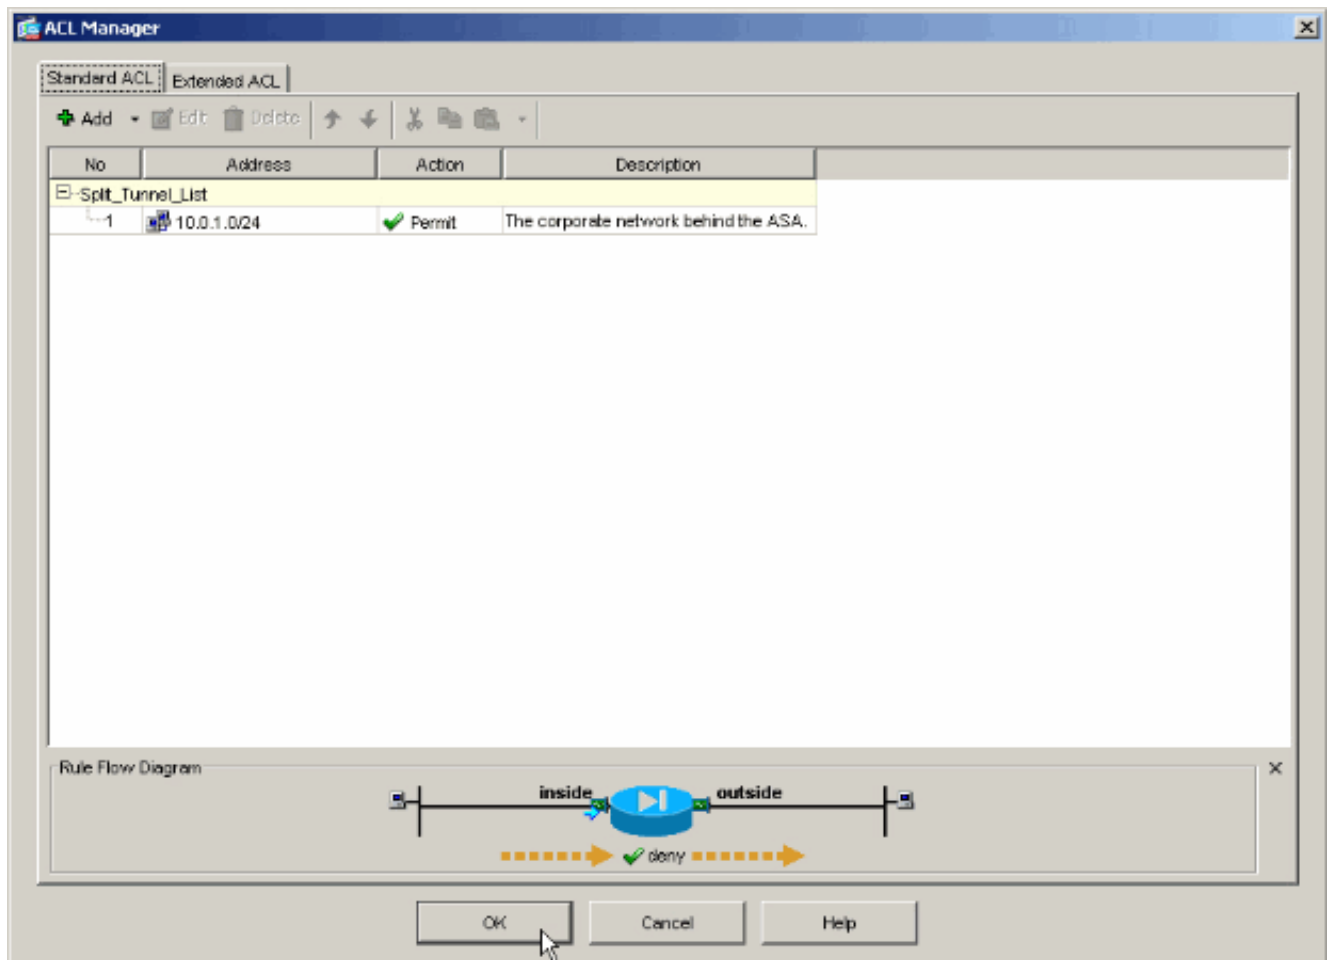 ACL Manager
Standard ACL Extended ACL
Add Edit Delete
No Address Action Description
Split_Tunnel_List
1 10.0.1.0/24 Permit The corporate network behind the ASA.
Rule Flow Diagram
inside outside
deny
OK Cancel Help